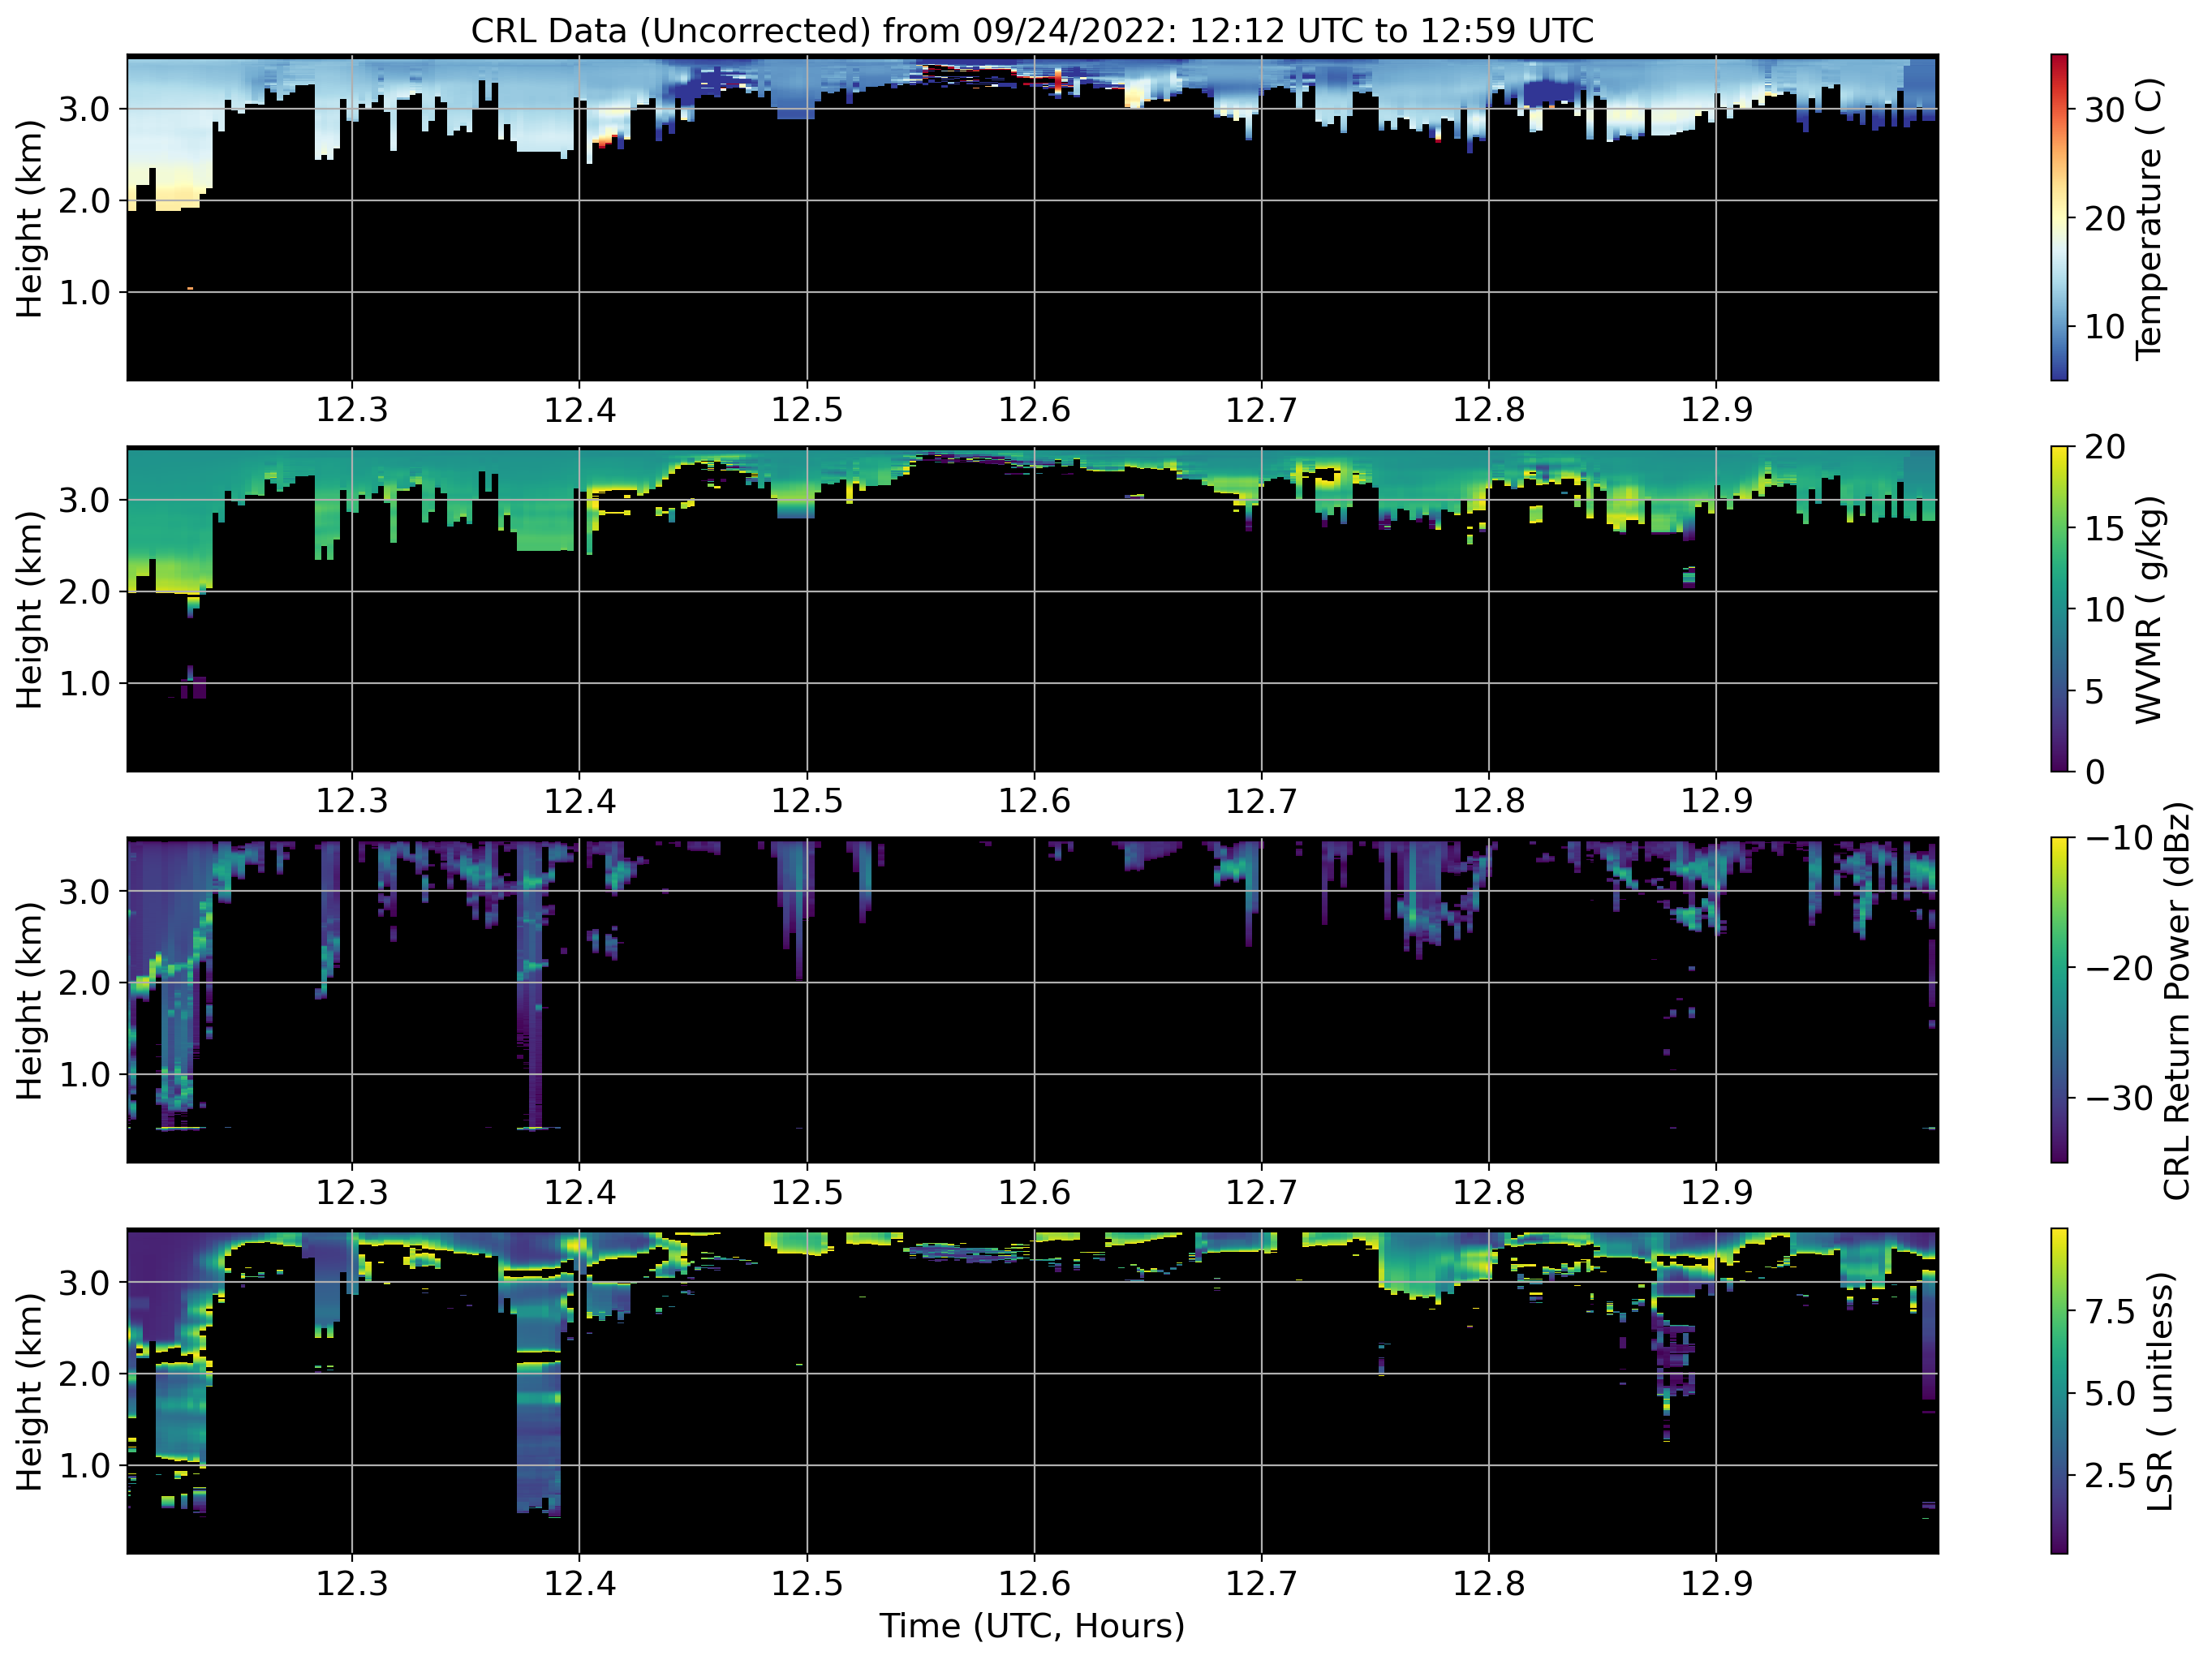 CRL Data (Uncorrected) from 09/24/2022: 12:12 UTC to 12:59 UTC
Height (km)
3.0
2.0
1.0
12.3 12.4 12.5 12.6 12.7 12.8 12.9
30
20
10
Temperature ( C)
Height (km)
3.0
2.0
1.0
12.3 12.4 12.5 12.6 12.7 12.8 12.9
20
15
10
5
0
WVMR ( g/kg)
Height (km)
3.0
2.0
1.0
12.3 12.4 12.5 12.6 12.7 12.8 12.9
−10
−20
−30
CRL Return Power (dBz)
Height (km)
3.0
2.0
1.0
12.3 12.4 12.5 12.6 12.7 12.8 12.9
Time (UTC, Hours)
7.5
5.0
2.5
LSR ( unitless)